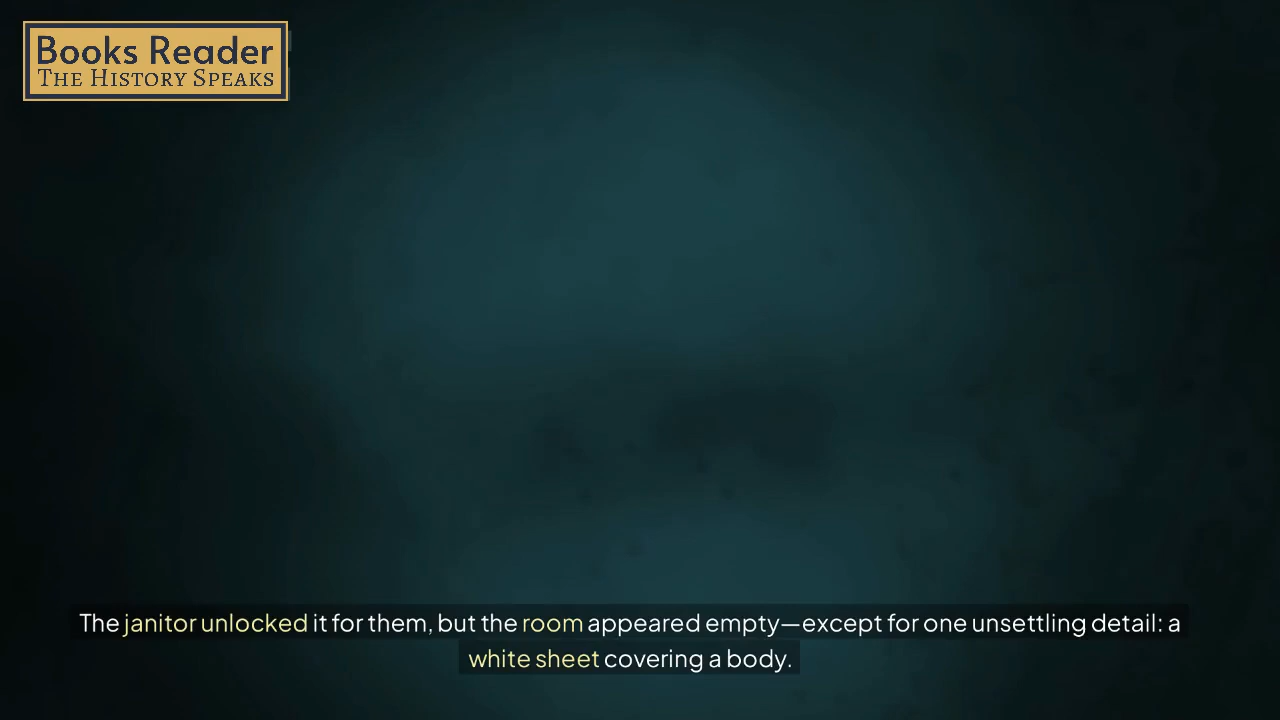 Books Reader
The History Speaks
The janitor unlocked it for them, but the room appeared empty—except for one unsettling detail: a
white sheet covering a body.